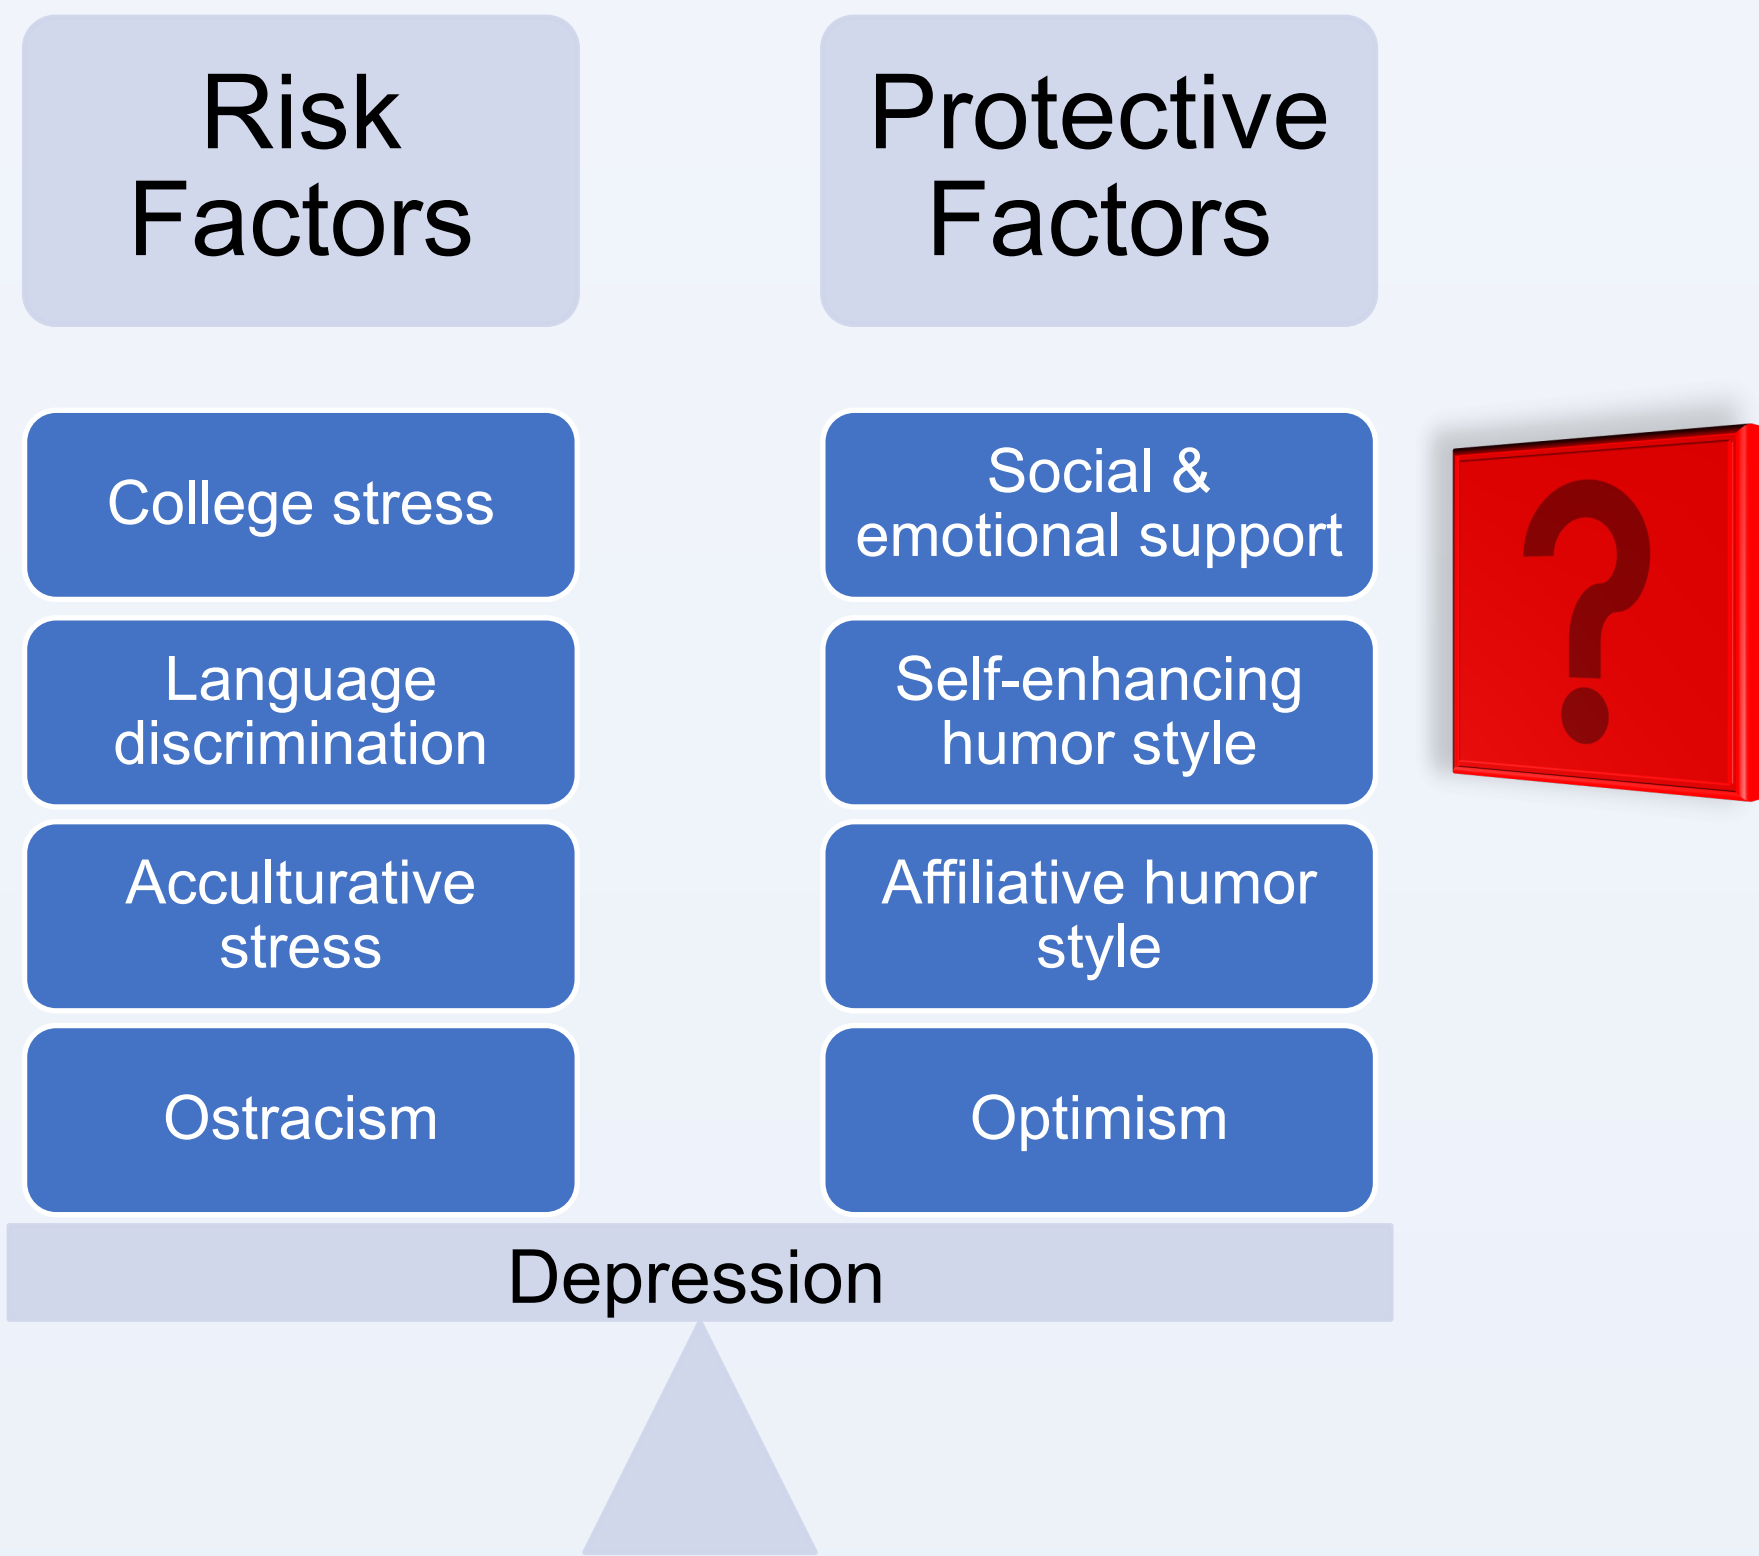 Risk
Factors
Protective
Factors
College stress
Social &
emotional support
Language
discrimination
Self-enhancing
humor style
Acculturative
stress
Affiliative humor
style
Ostracism
Optimism
Depression
?